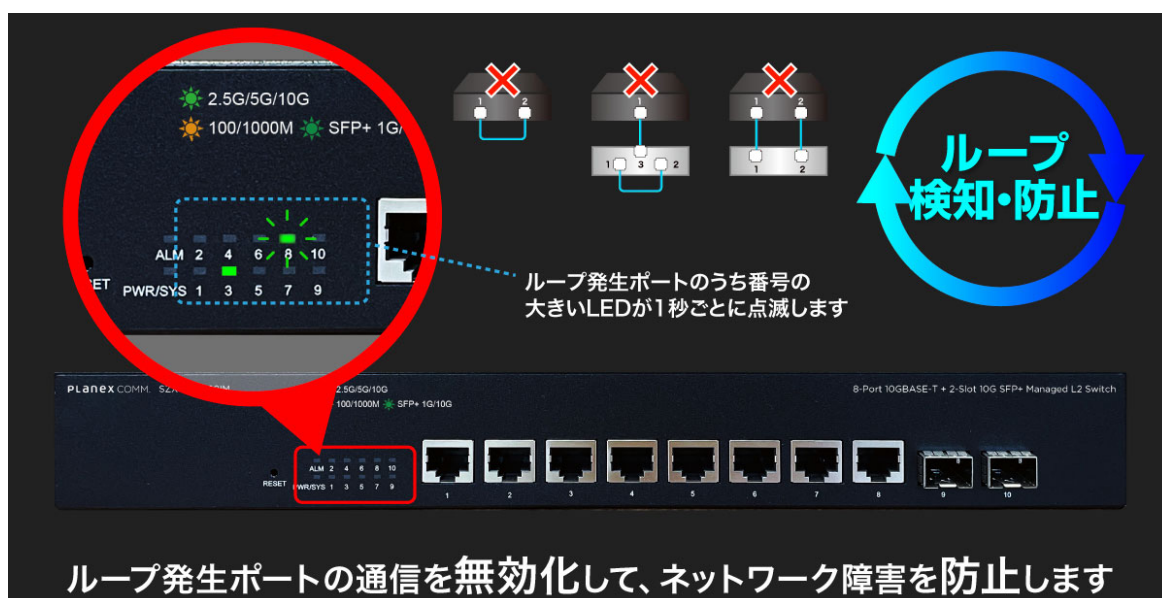 2.5G/5G/10G
100/1000M SFP+ 1G/
ALM 2 4 6 8 10
PWR/SYS 1 3 5 7 9
1 2
1
1 3 2
1 2
1 2
ループ
検知・防止
ループ発生ポートのうち番号の
大きいLEDが1秒ごとに点滅します
PLANEX COMM.
2.5G/5G/10G
100/1000M SFP+ 1G/10G
8-Port 10GBASE-T + 2-Slot 10G SFP+ Managed L2 Switch
ALM 2 4 6 8 10
RESET PWR/SYS 1 3 5 7 9
1 2 3 4 5 6 7 8 9 10
ループ発生ポートの通信を無効化して、ネットワーク障害を防止します